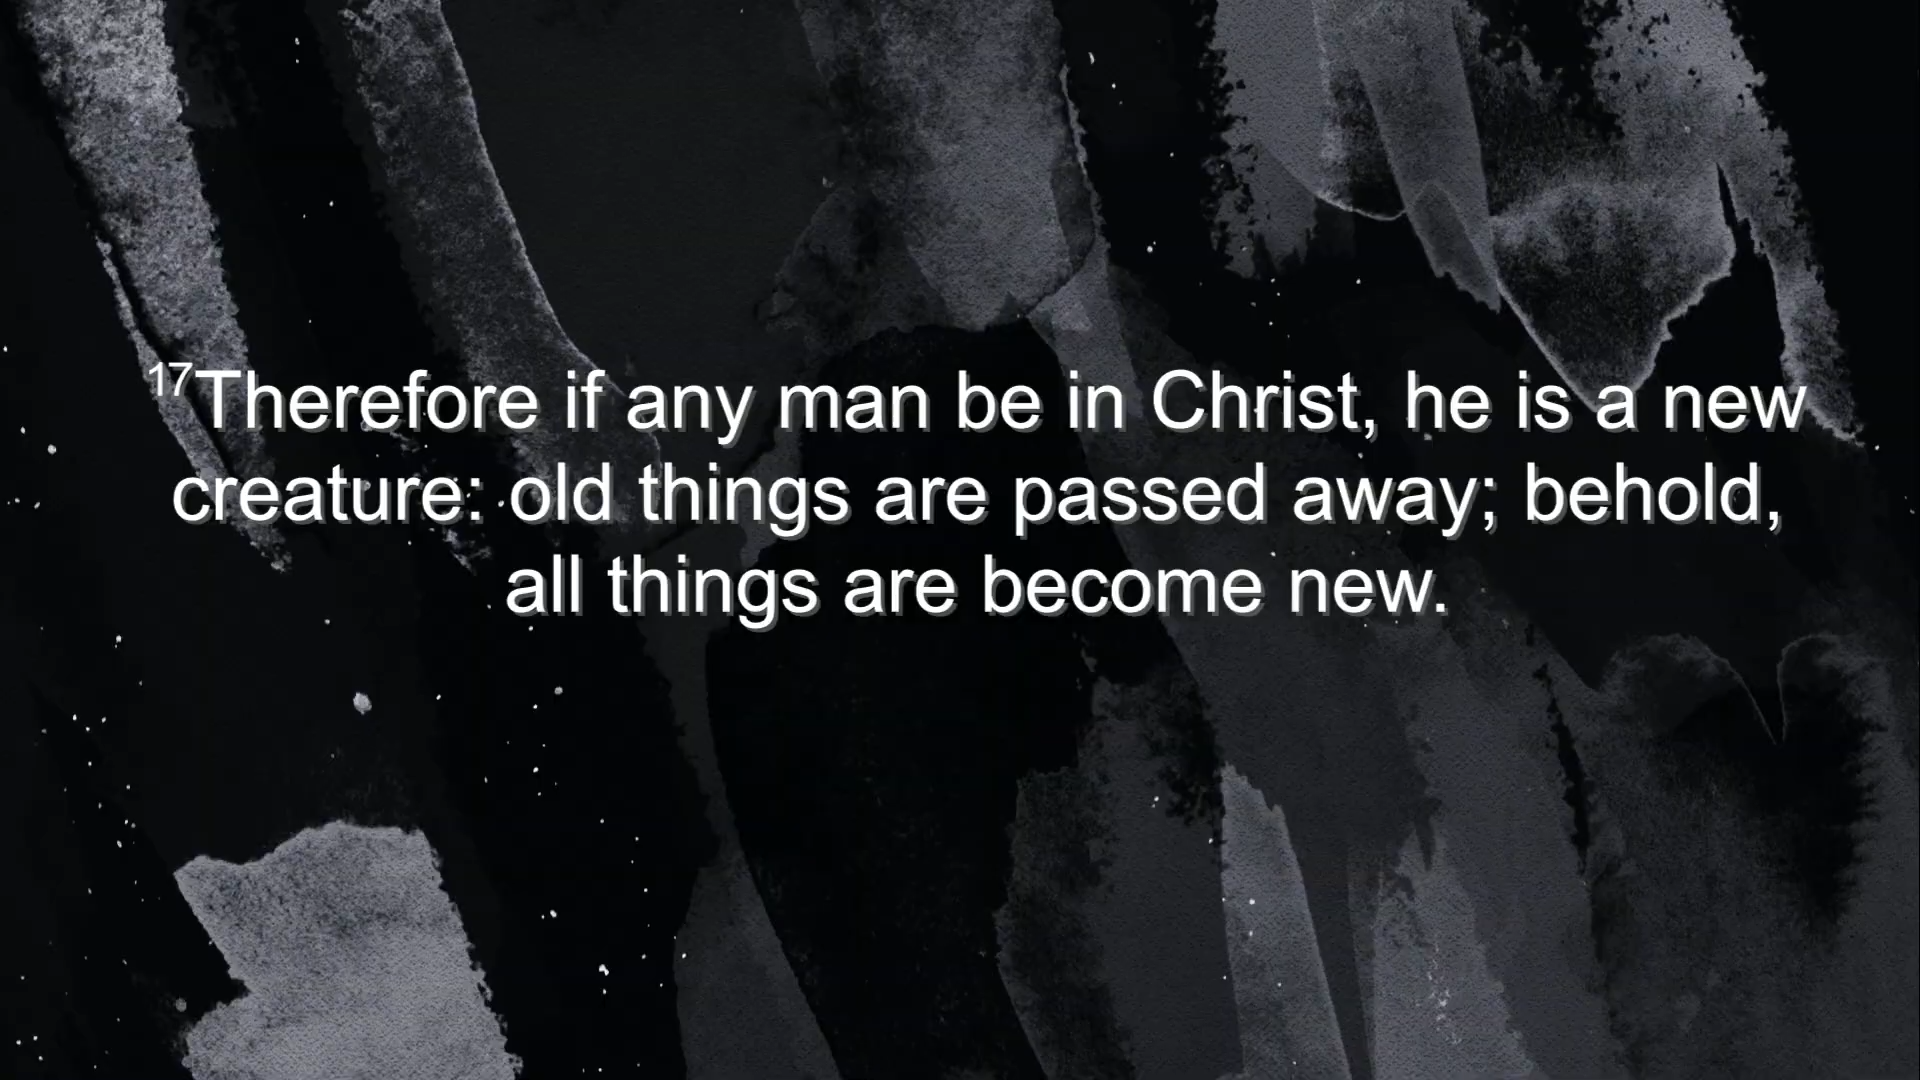 17Therefore if any man be in Christ, he is a new
creature: old things are passed away; behold,
all things are become new.